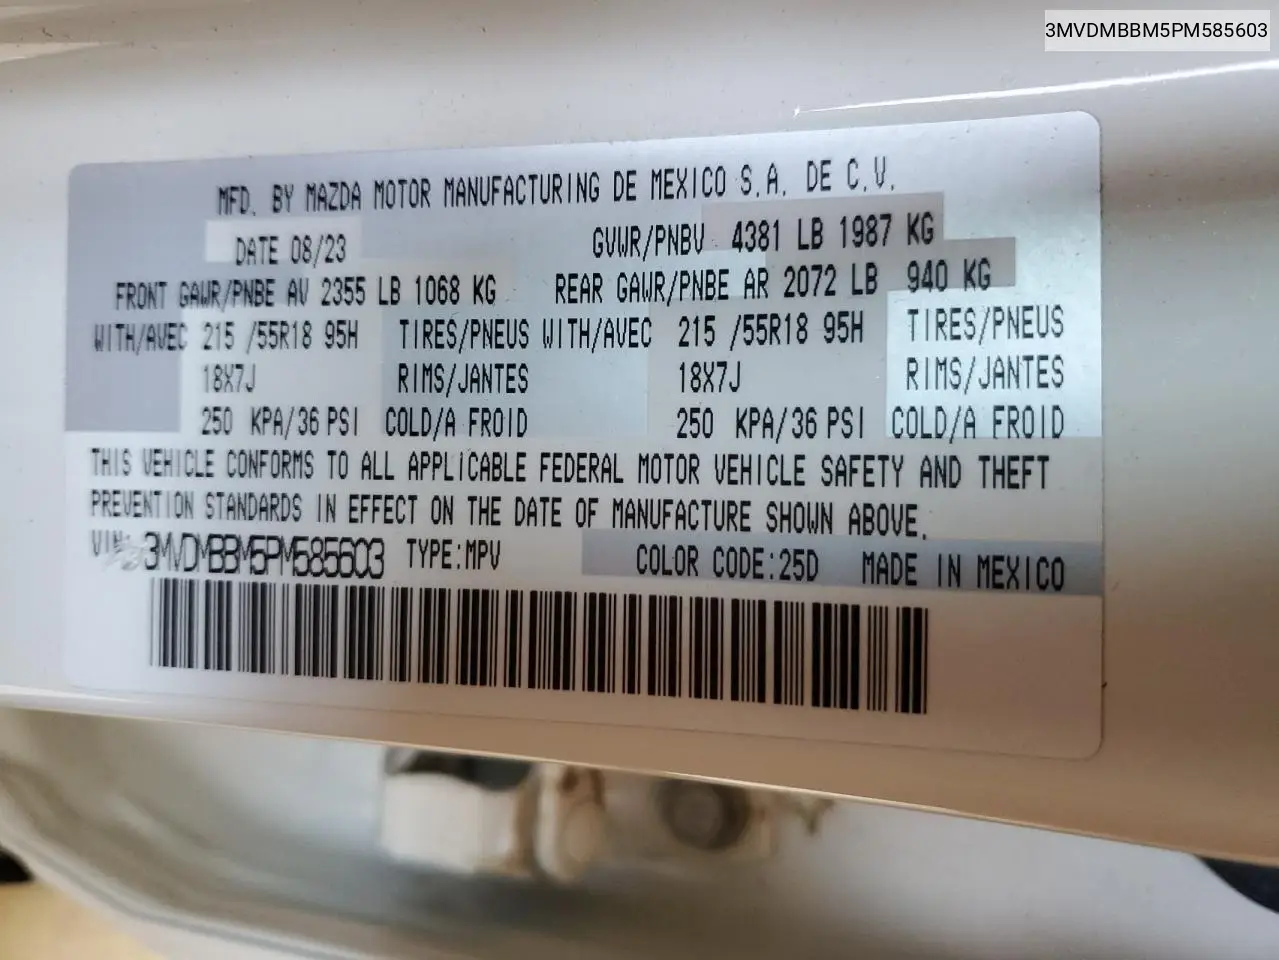 3MVDMBBM5PM585603
MFD. BY MAZDA MOTOR MANUFACTURING DE MEXICO S.A. DE C.V.
DATE 08/23 GVWR/PNBV 4381 LB 1987 KG
FRONT GAWR/PNBE AV 2355 LB 1068 KG REAR GAWR/PNBE AR 2072 LB 940 KG
WITH/AVEC 215 /55R18 95H TIRES/PNEUS WITH/AVEC 215 /55R18 95H TIRES/PNEUS
18X7J RIMS/JANTES 18X7J RIMS/JANTES
250 KPA/36 PSI COLD/A FROID 250 KPA/36 PSI COLD/A FROID
THIS VEHICLE CONFORMS TO ALL APPLICABLE FEDERAL MOTOR VEHICLE SAFETY AND THEFT
PREVENTION STANDARDS IN EFFECT ON THE DATE OF MANUFACTURE SHOWN ABOVE.
VIN: 3MVDMBBM5PM585603 TYPE:MPV COLOR CODE:25D MADE IN MEXICO